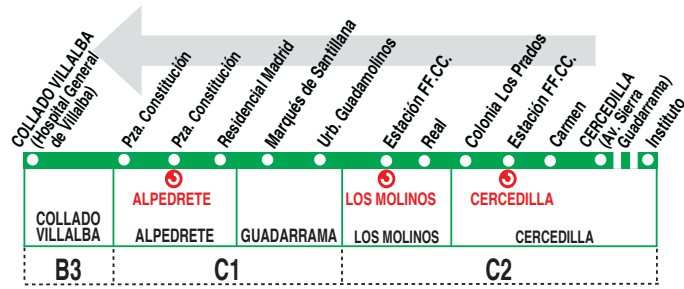 COLLADO VILLALBA
(Hospital General
de Villalba)
Pza. Constitución
Pza. Constitución
Residencial Madrid
Marqués de Santillana
Urb. Guadamolinos
Estación FF.CC.
Real
Colonia Los Prados
Estación FF.CC.
Carmen
CERCEDILLA
(Av. Sierra
Guadarrama)
Instituto
ALPEDRETE
LOS MOLINOS
CERCEDILLA
COLLADO
VILLALBA
ALPEDRETE
GUADARRAMA
LOS MOLINOS
CERCEDILLA
B3
C1
C2